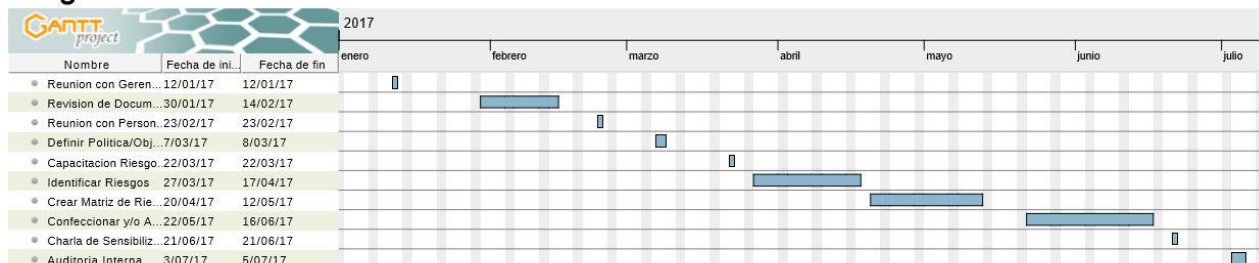 GANTT
project
2017
enero febrero marzo abril mayo junio julio
Nombre Fecha de ini... Fecha de fin
Reunion con Geren...12/01/17 12/01/17
Revision de Docum...30/01/17 14/02/17
Reunion con Person...23/02/17 23/02/17
Definir Politica/Obj...7/03/17 8/03/17
Capacitacion Riesgo..22/03/17 22/03/17
Identificar Riesgos 27/03/17 17/04/17
Crear Matriz de Rie...20/04/17 12/05/17
Confeccionar y/o A...22/05/17 16/06/17
Charla de Sensibiliz...21/06/17 21/06/17
Auditoria Interna 3/07/17 5/07/17